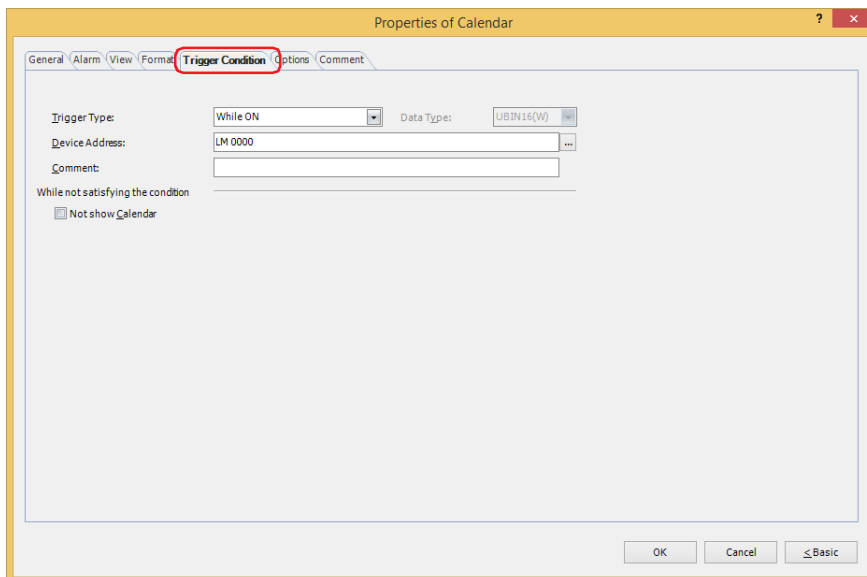 Properties of Calendar
? ×
General Alarm View Format Trigger Condition Options Comment
Trigger Type: While ON Data Type: UBIN16(W)
Device Address: LM 0000 ...
Comment:
While not satisfying the condition
Not show Calendar
OK Cancel < Basic